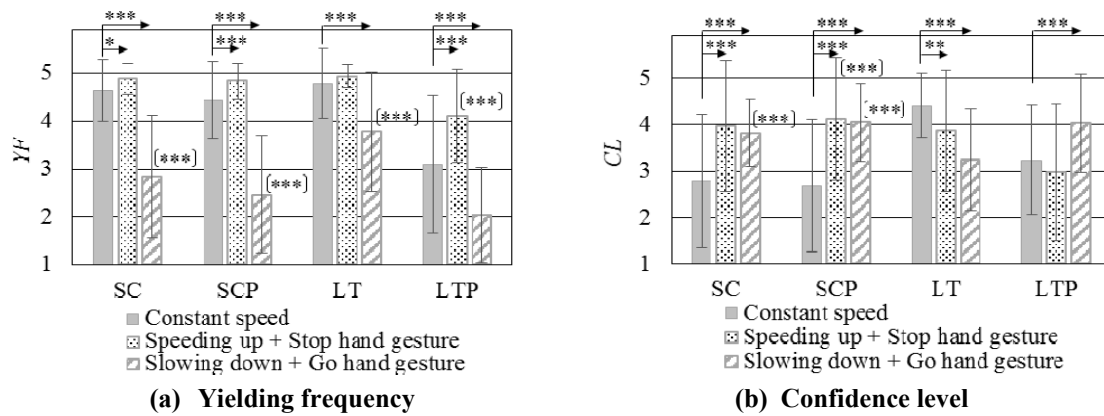 *** *** *** ***
* *** ***
YF
5
4
3
2
1
(***)
(***)
(***)
(***)
SC SCP LT LTP
Constant speed
Speeding up + Stop hand gesture
Slowing down + Go hand gesture
(a) Yielding frequency
*** *** *** ***
*** *** **
CL
5
4
3
2
1
(***)
(***)
(***)
SC SCP LT LTP
Constant speed
Speeding up + Stop hand gesture
Slowing down + Go hand gesture
(b) Confidence level